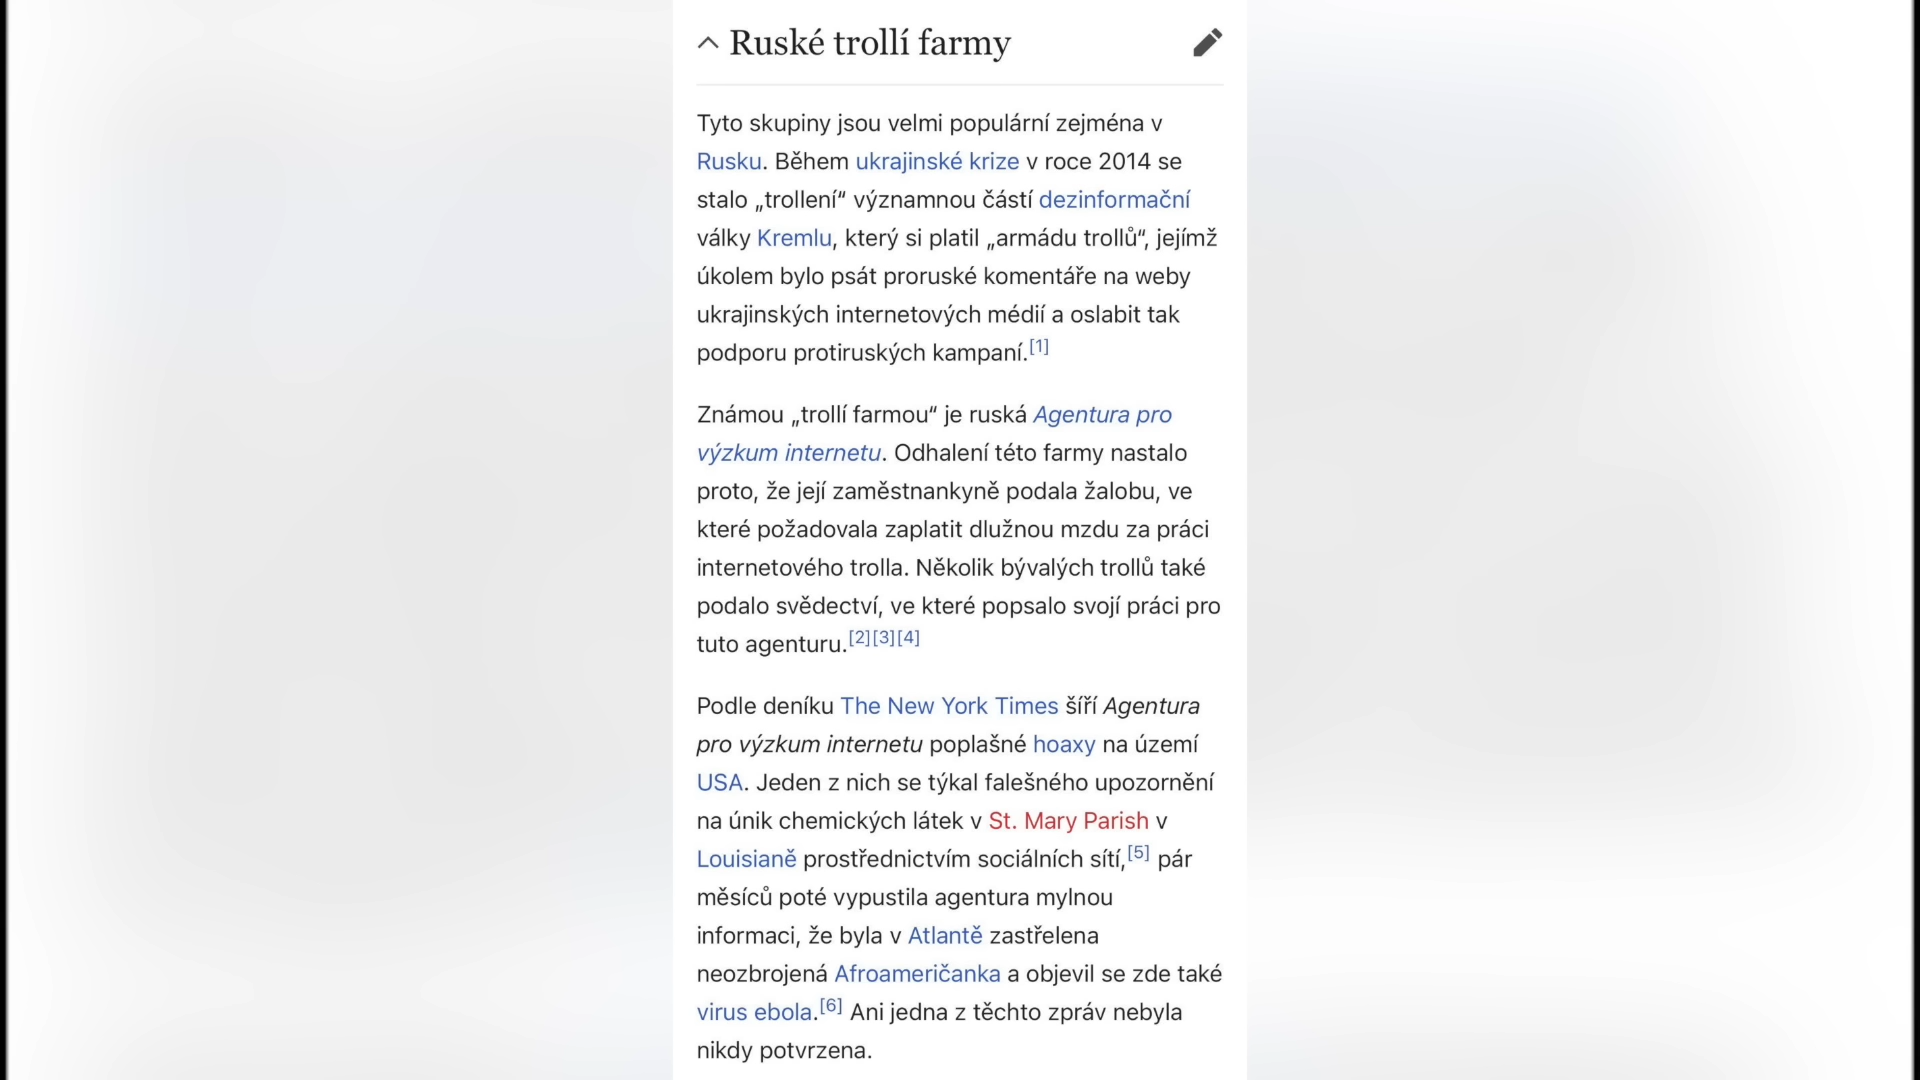 Ruské trollí farmy
Tyto skupiny jsou velmi populární zejména v
Rusku. Během ukrajinské krize v roce 2014 se
stalo „trollení“ významnou částí dezinformační
války Kremlu, který si platil „armádu trollů“, jejímž
úkolem bylo psát proruské komentáře na weby
ukrajinských internetových médií a oslabit tak
podporu protiruských kampaní.[1]
Známou „trollí farmou“ je ruská Agentura pro
výzkum internetu. Odhalení této farmy nastalo
proto, že její zaměstnankyně podala žalobu, ve
které požadovala zaplatit dlužnou mzdu za práci
internetového trolla. Několik bývalých trollů také
podalo svědectví, ve které popsalo svojí práci pro
tuto agenturu.[2][3][4]
Podle deníku The New York Times šíří Agentura
pro výzkum internetu poplašné hoaxy na území
USA. Jeden z nich se týkal falešného upozornění
na únik chemických látek v St. Mary Parish v
Louisianě prostřednictvím sociálních sítí,[5] pár
měsíců poté vypustila agentura mylnou
informaci, že byla v Atlantě zastřelena
neozbrojená Afroameričanka a objevil se zde také
virus ebola.[6] Ani jedna z těchto zpráv nebyla
nikdy potvrzena.